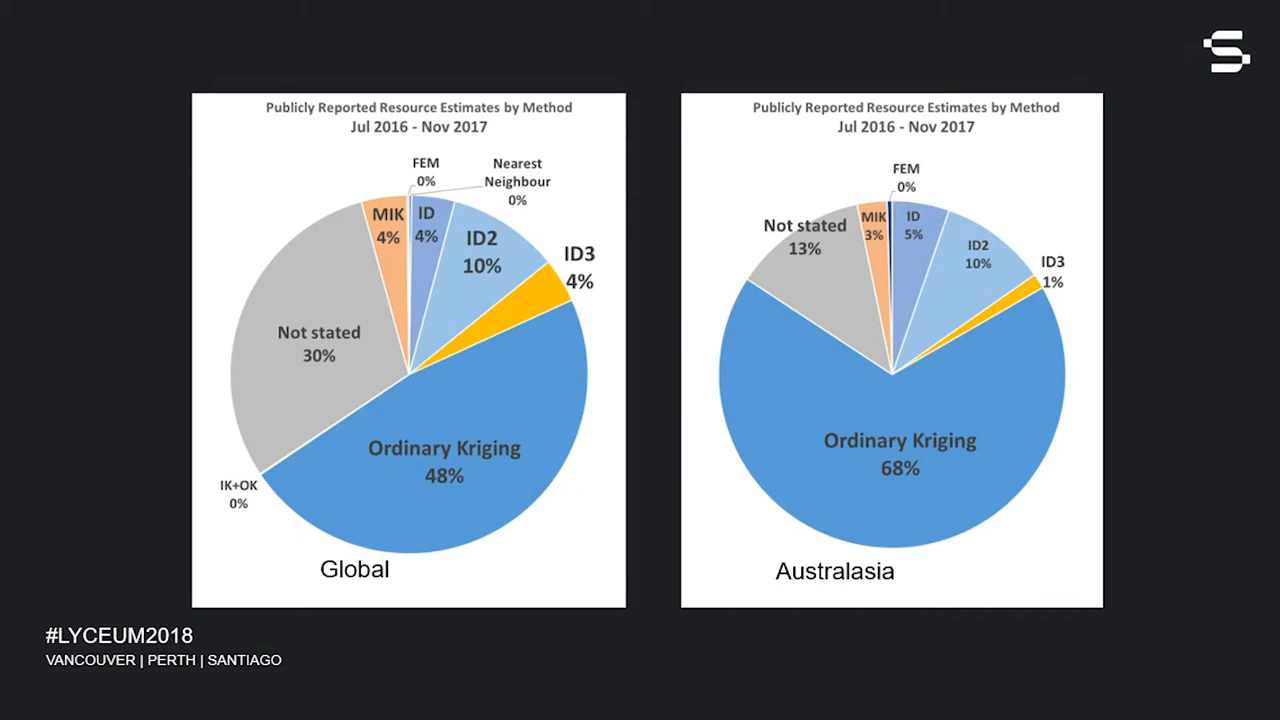 Publicly Reported Resource Estimates by Method
Jul 2016 - Nov 2017
FEM
0%
Nearest
Neighbour
0%
MIK
4%
ID
4%
ID2
10%
ID3
4%
Not stated
30%
Ordinary Kriging
48%
IK+OK
0%
Global
Publicly Reported Resource Estimates by Method
Jul 2016 - Nov 2017
FEM
0%
Not stated
13%
MIK
3%
ID
5%
ID2
10%
ID3
1%
Ordinary Kriging
68%
Australasia
#LYCEUM2018
VANCOUVER | PERTH | SANTIAGO